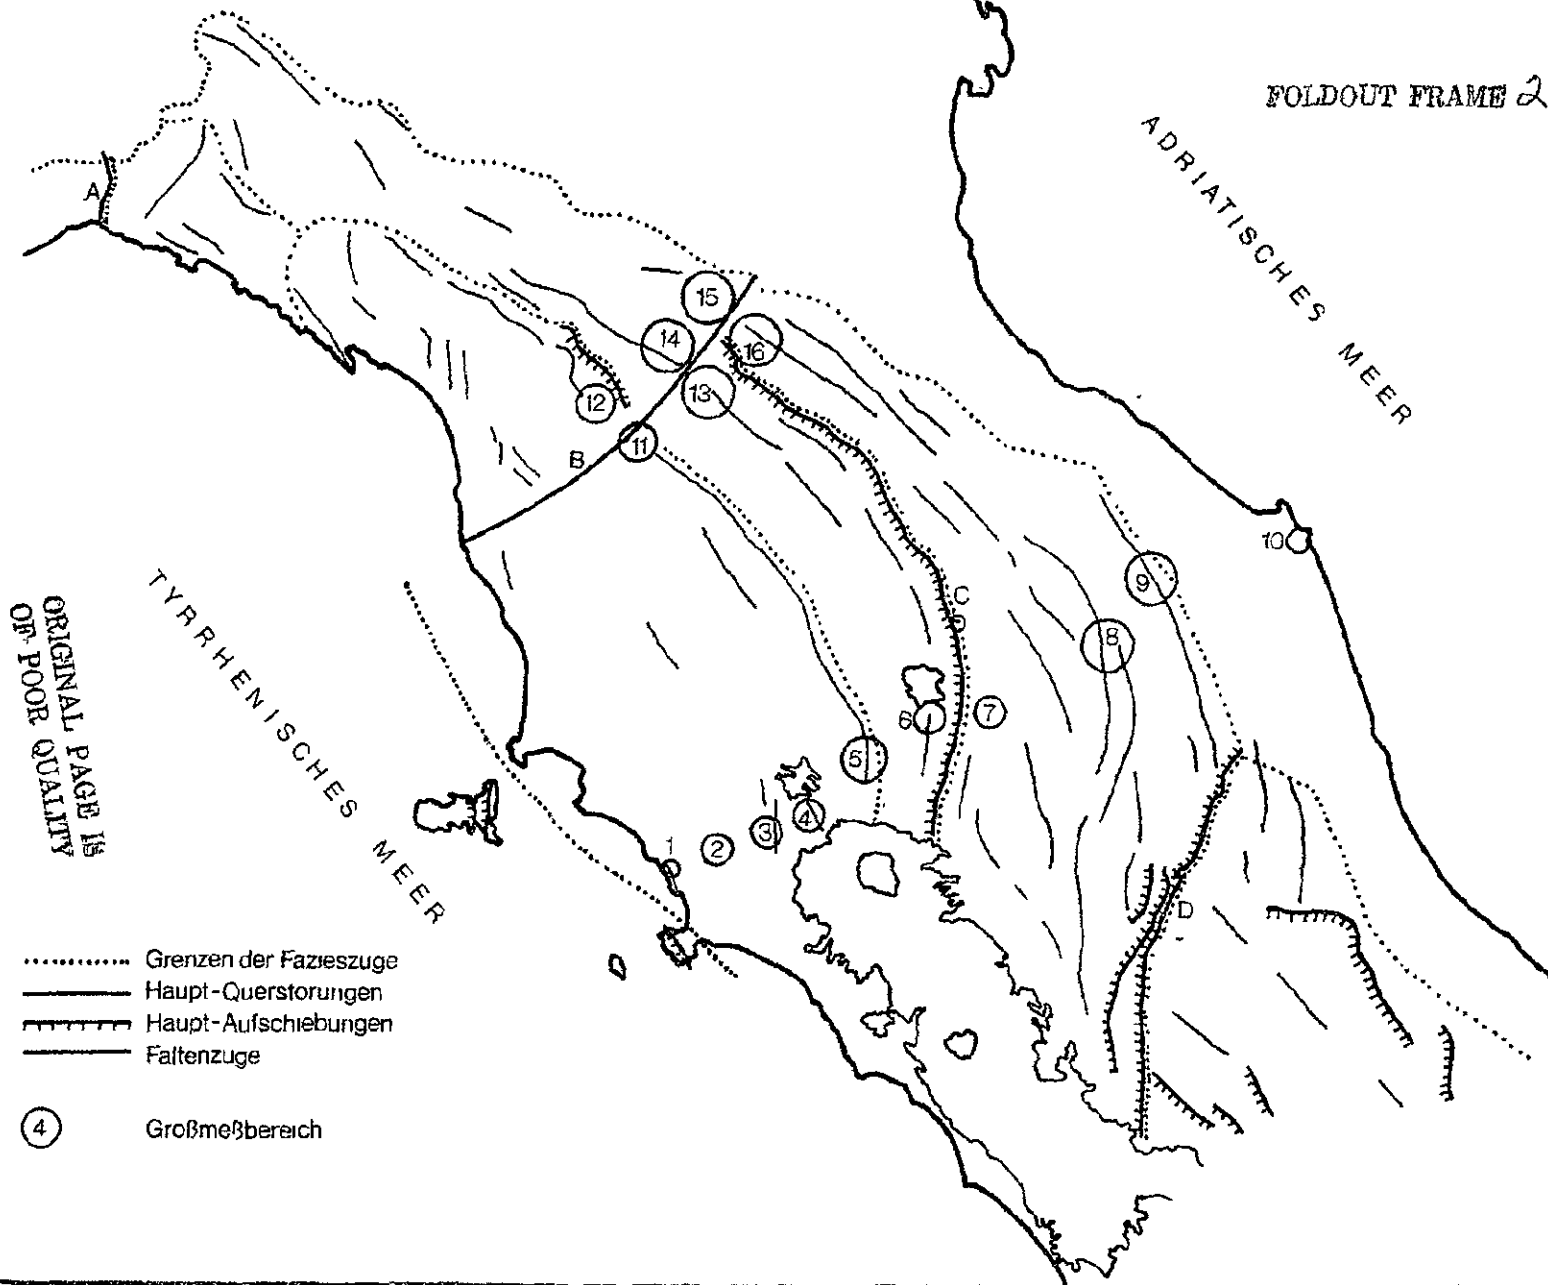 FOLDOUT FRAME 2
ADRIATISCHES MEER
A
15
14
16
12
13
11
B
10
9
C
8
TYRRHENISCHES MEER
ORIGINAL PAGE IS
OF POOR QUALITY
6
7
5
4
3
2
1
D
Grenzen der Fazieszuge
Haupt-Querstorungen
Haupt-Aufschiebungen
Faltenzuge
4 Großmeßbereich